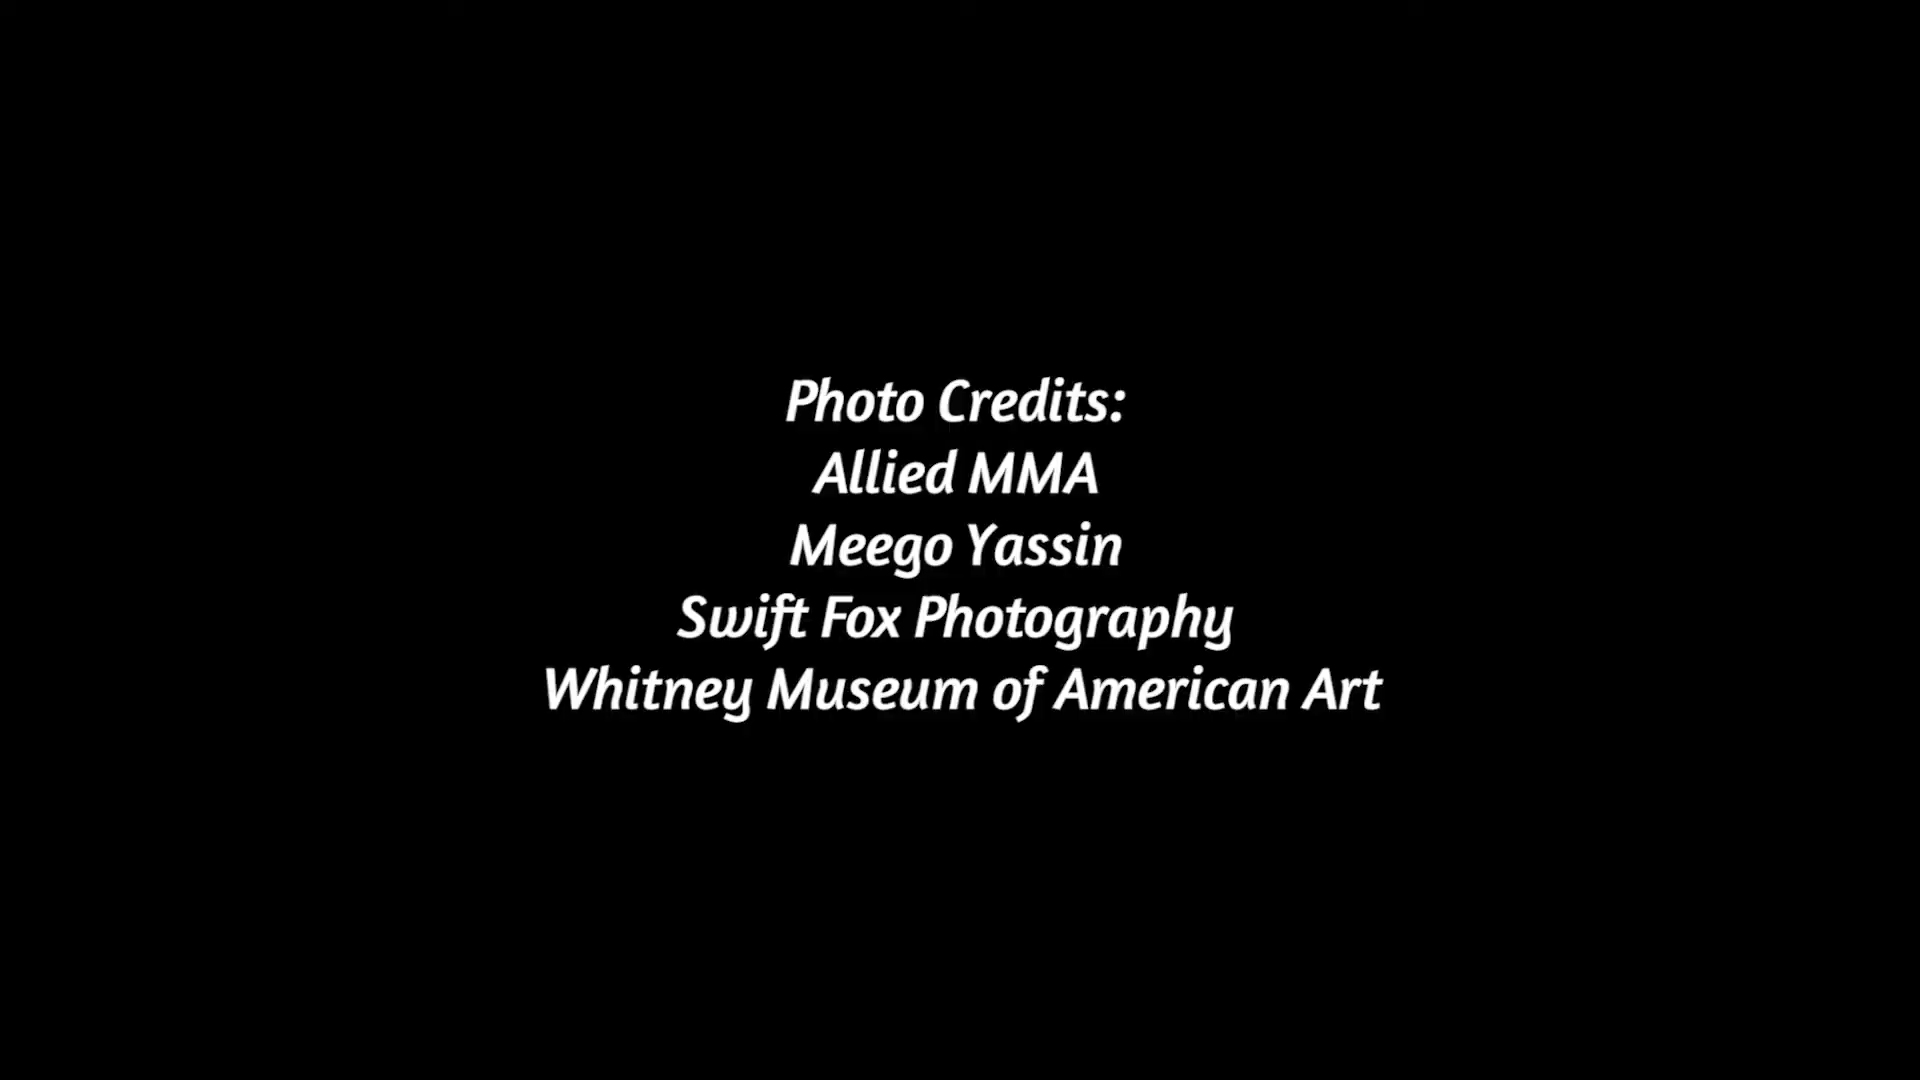 Photo Credits:
Allied MMA
Meego Yassin
Swift Fox Photography
Whitney Museum of American Art